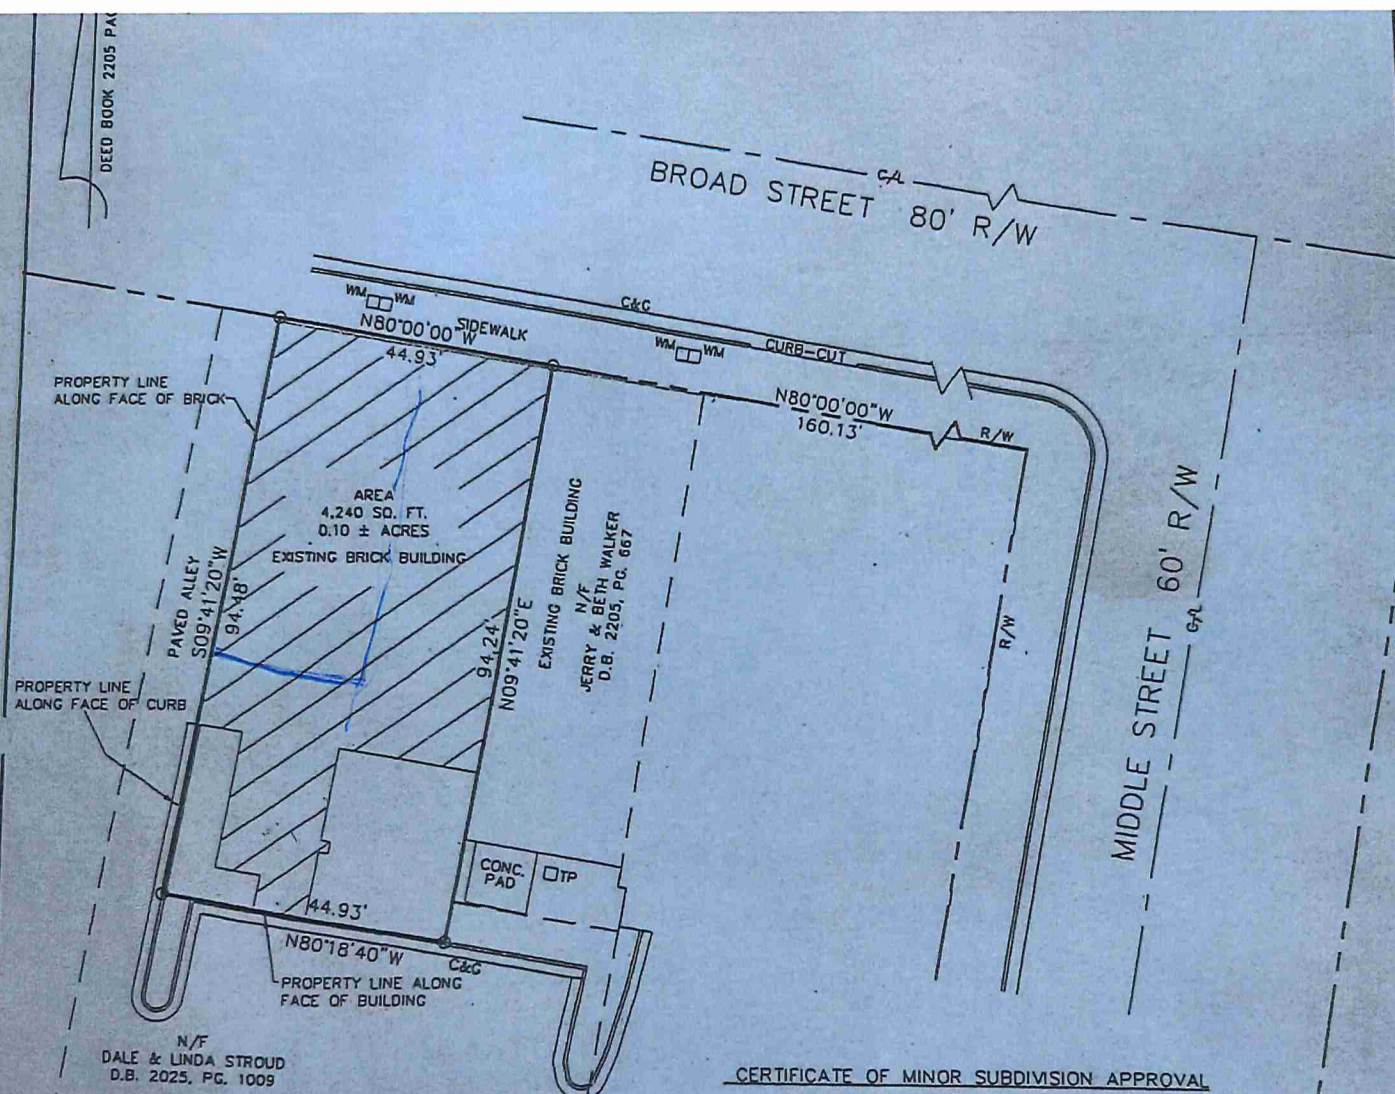 DEED BOOK 2205 PAG
BROAD STREET 80' R/W
WM
WM
C&G
SIDEWALK
N80°00'00"W
44.93'
WM
WM
CURB-CUT
N80°00'00"W
160.13'
R/W
PROPERTY LINE
ALONG FACE OF BRICK
AREA
4,240 SQ. FT.
0.10 ± ACRES
EXISTING BRICK BUILDING
PAVED ALLEY
S09°41'20"W
94.48'
94.24'
N09°41'20"E
EXISTING BRICK BUILDING
N/F
JERRY & BETH WALKER
D.B. 2205, PG. 667
R/W
MIDDLE STREET 60' R/W
PROPERTY LINE
ALONG FACE OF CURB
CONC.
PAD
TP
44.93'
N80°18'40"W
C&G
PROPERTY LINE ALONG
FACE OF BUILDING
N/F
DALE & LINDA STROUD
D.B. 2025, PG. 1009
CERTIFICATE OF MINOR SUBDIVISION APPROVAL